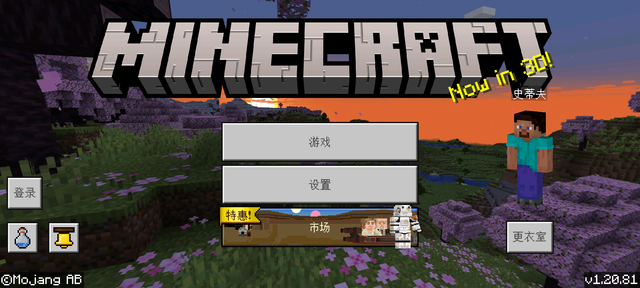 MINECRAFT
Now in 3D!
史蒂夫
游戏
设置
登录
特惠!
市场
更衣室
©Mojang AB
v1.20.81